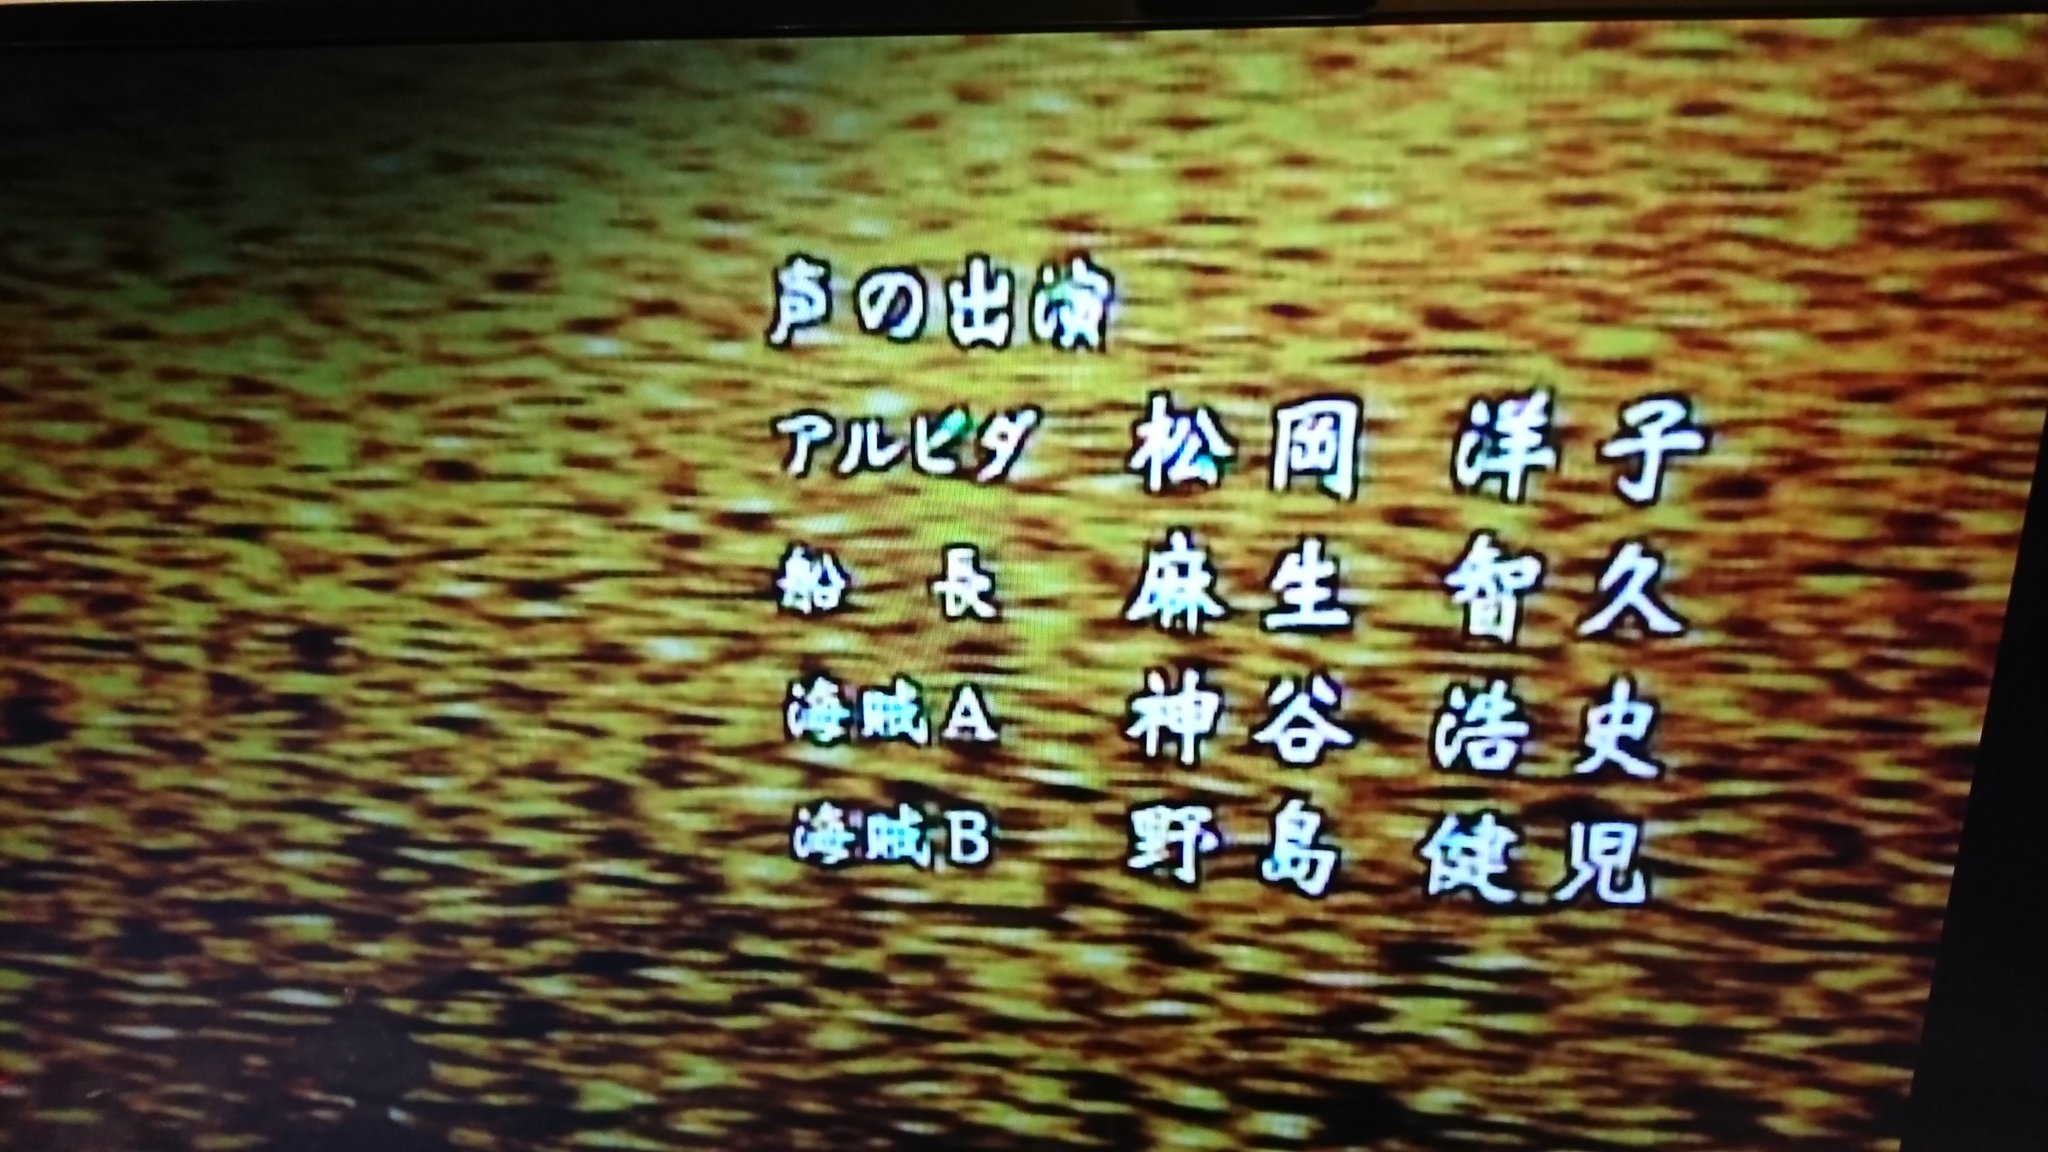 声の出演
アルビダ 松岡 洋子
船長 麻生 智久
海賊A 神谷 浩史
海賊B 野島 健児